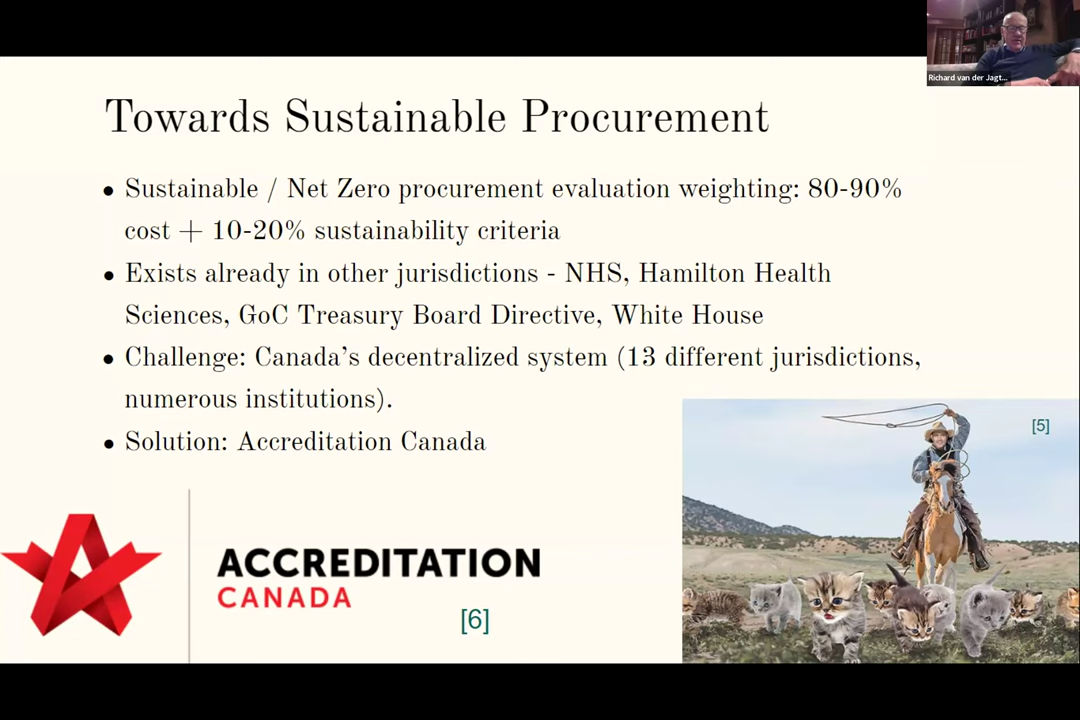 Richard van der Jagt...
Towards Sustainable Procurement
• Sustainable / Net Zero procurement evaluation weighting: 80-90%
cost + 10-20% sustainability criteria
• Exists already in other jurisdictions - NHS, Hamilton Health
Sciences, GoC Treasury Board Directive, White House
• Challenge: Canada’s decentralized system (13 different jurisdictions,
numerous institutions).
• Solution: Accreditation Canada
[5]
ACCREDITATION
CANADA
[6]